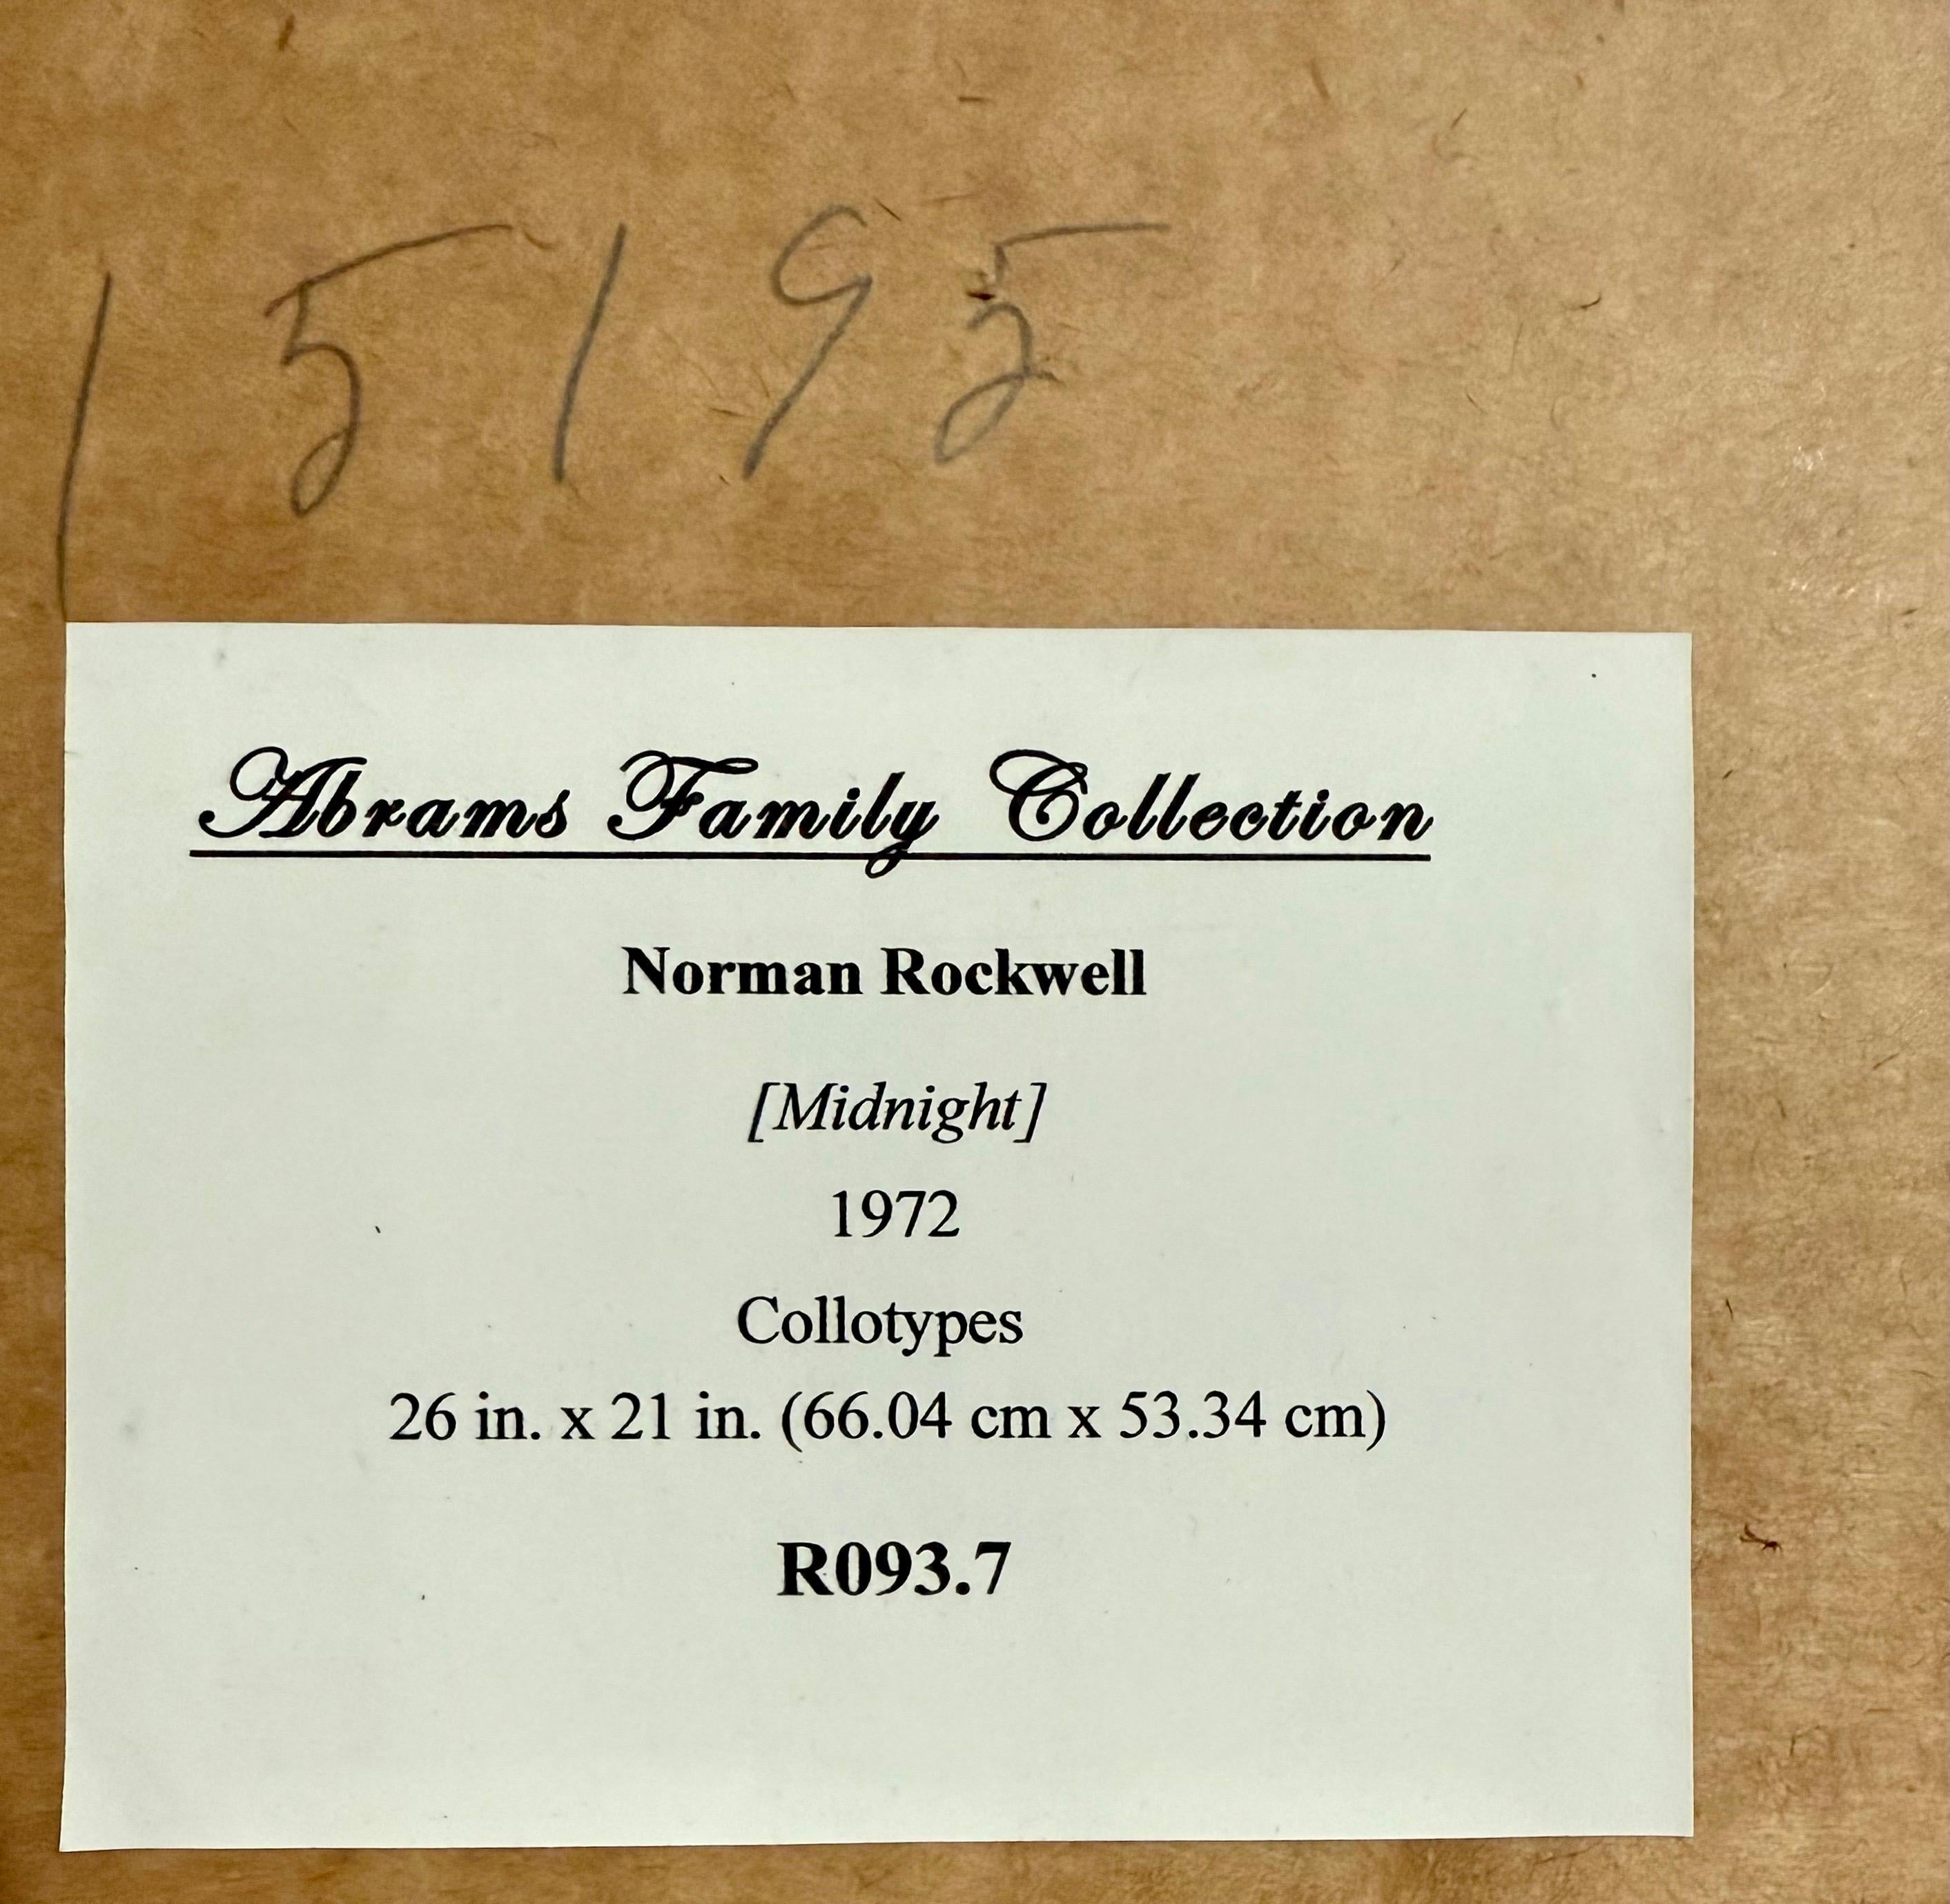 15195
Abrams Family Collection
Norman Rockwell
[Midnight]
1972
Collotypes
26 in. x 21 in. (66.04 cm x 53.34 cm)
R093.7